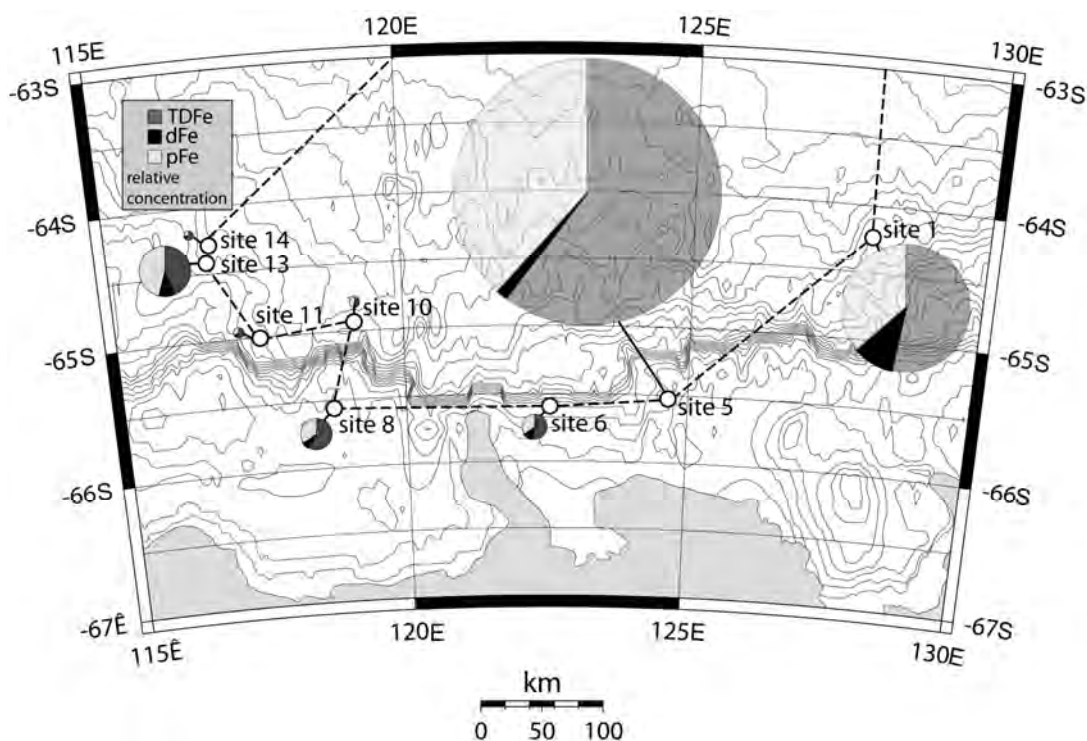 115E
120E
125E
130E
-63S
-63S
TDFe
dFe
pFe
relative
concentration
-64S
-64S
site 14
site 13
site 1
site 11
site 10
-65S
-65S
site 8
site 6
site 5
-66S
-66S
-67Ê
-67S
115Ê
120E
125E
130E
km
0 50 100